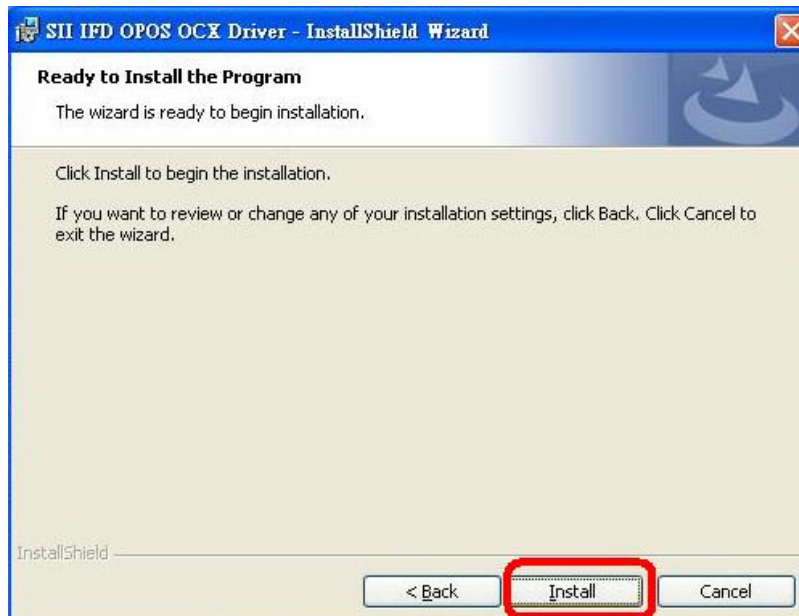 SII IFD OPOS OCX Driver - InstallShield Wizard
Ready to Install the Program
The wizard is ready to begin installation.
Click Install to begin the installation.
If you want to review or change any of your installation settings, click Back. Click Cancel to
exit the wizard.
InstallShield
< Back
Install
Cancel